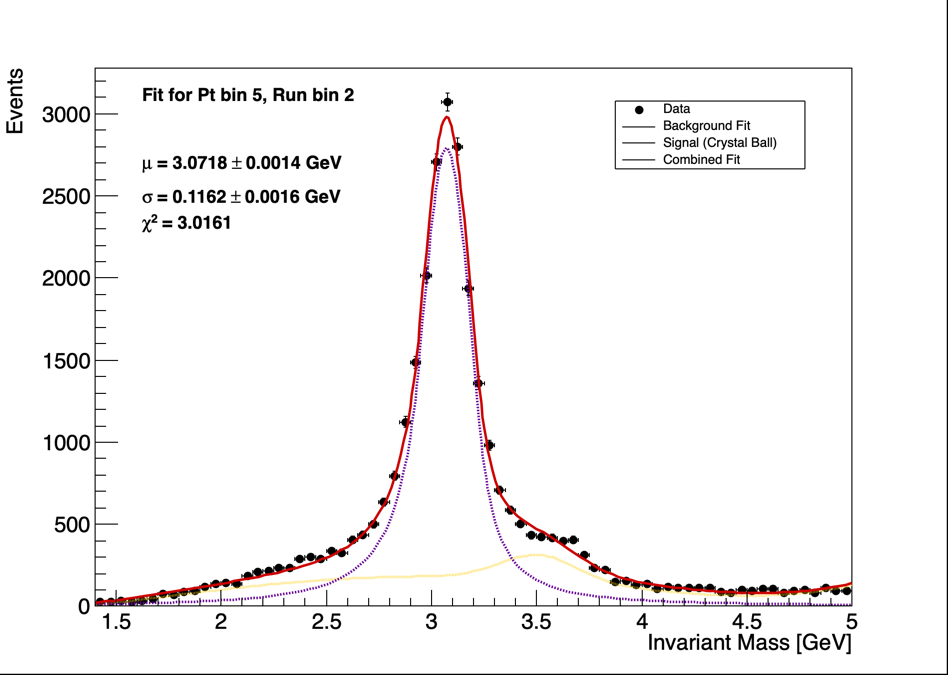 Events
Fit for Pt bin 5, Run bin 2
μ = 3.0718 ± 0.0014 GeV
σ = 0.1162 ± 0.0016 GeV
χ² = 3.0161
Data
Background Fit
Signal (Crystal Ball)
Combined Fit
3000
2500
2000
1500
1000
500
0
1.5 2 2.5 3 3.5 4 4.5 5
Invariant Mass [GeV]